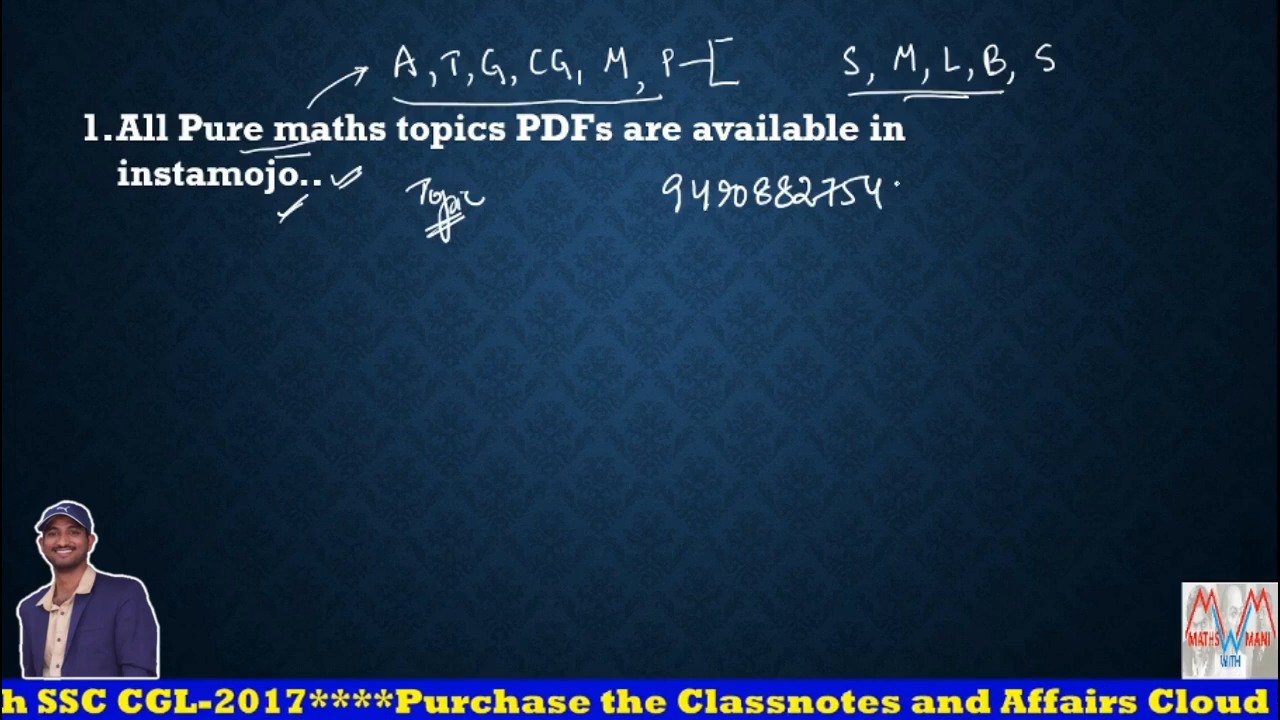 A, T, G, CG, M, P-[ S, M, L, B, S
1. All Pure maths topics PDFs are available in
instamojo..
Topic 9490882754
MATHS MANI
WITH
h SSC CGL-2017****Purchase the Classnotes and Affairs Cloud